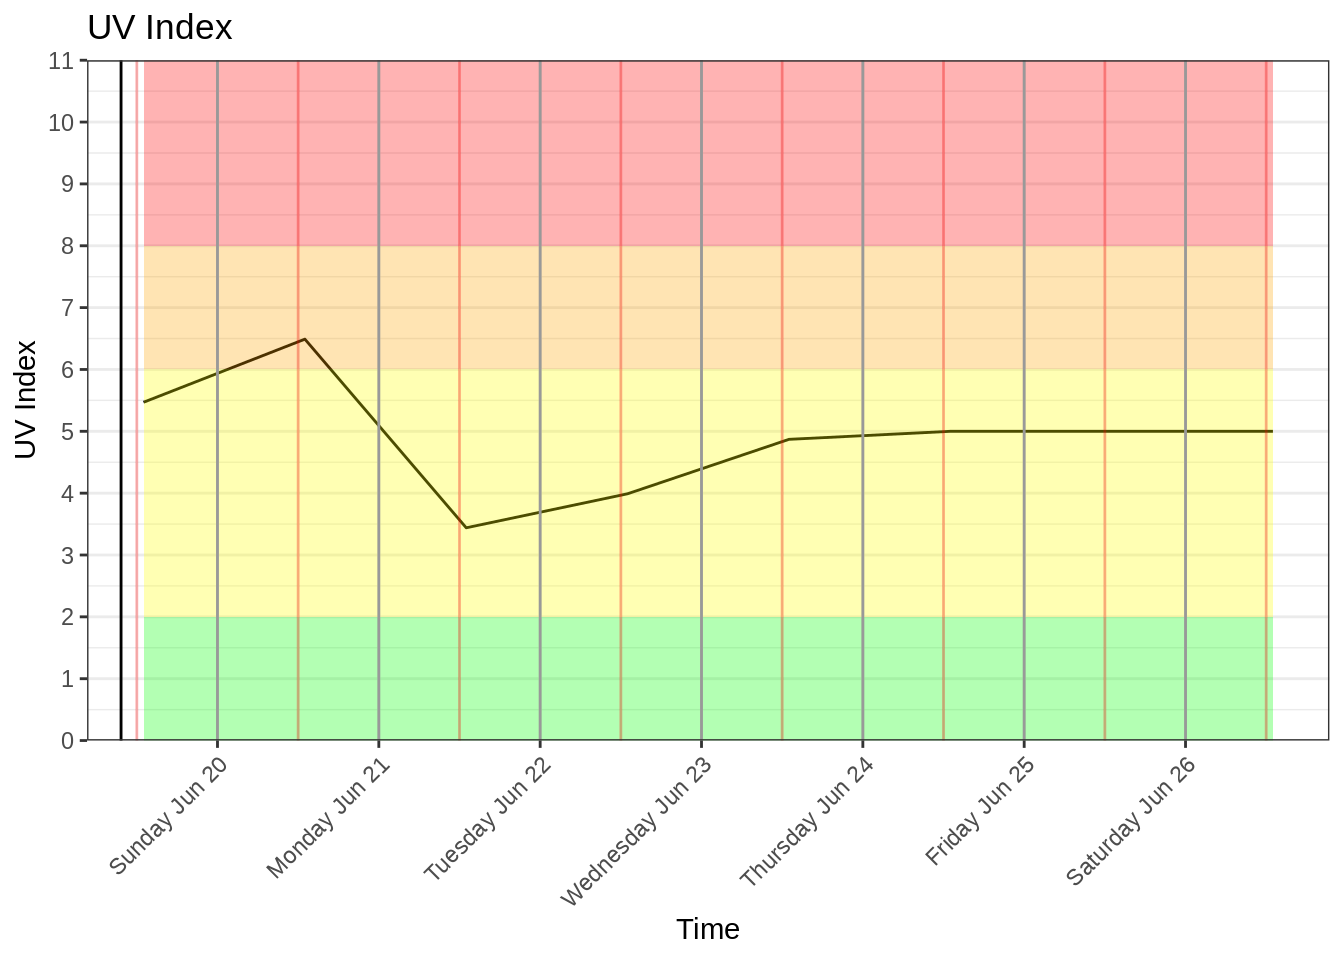 UV Index
UV Index
11
10
9
8
7
6
5
4
3
2
1
0
Sunday Jun 20
Monday Jun 21
Tuesday Jun 22
Wednesday Jun 23
Thursday Jun 24
Friday Jun 25
Saturday Jun 26
Time